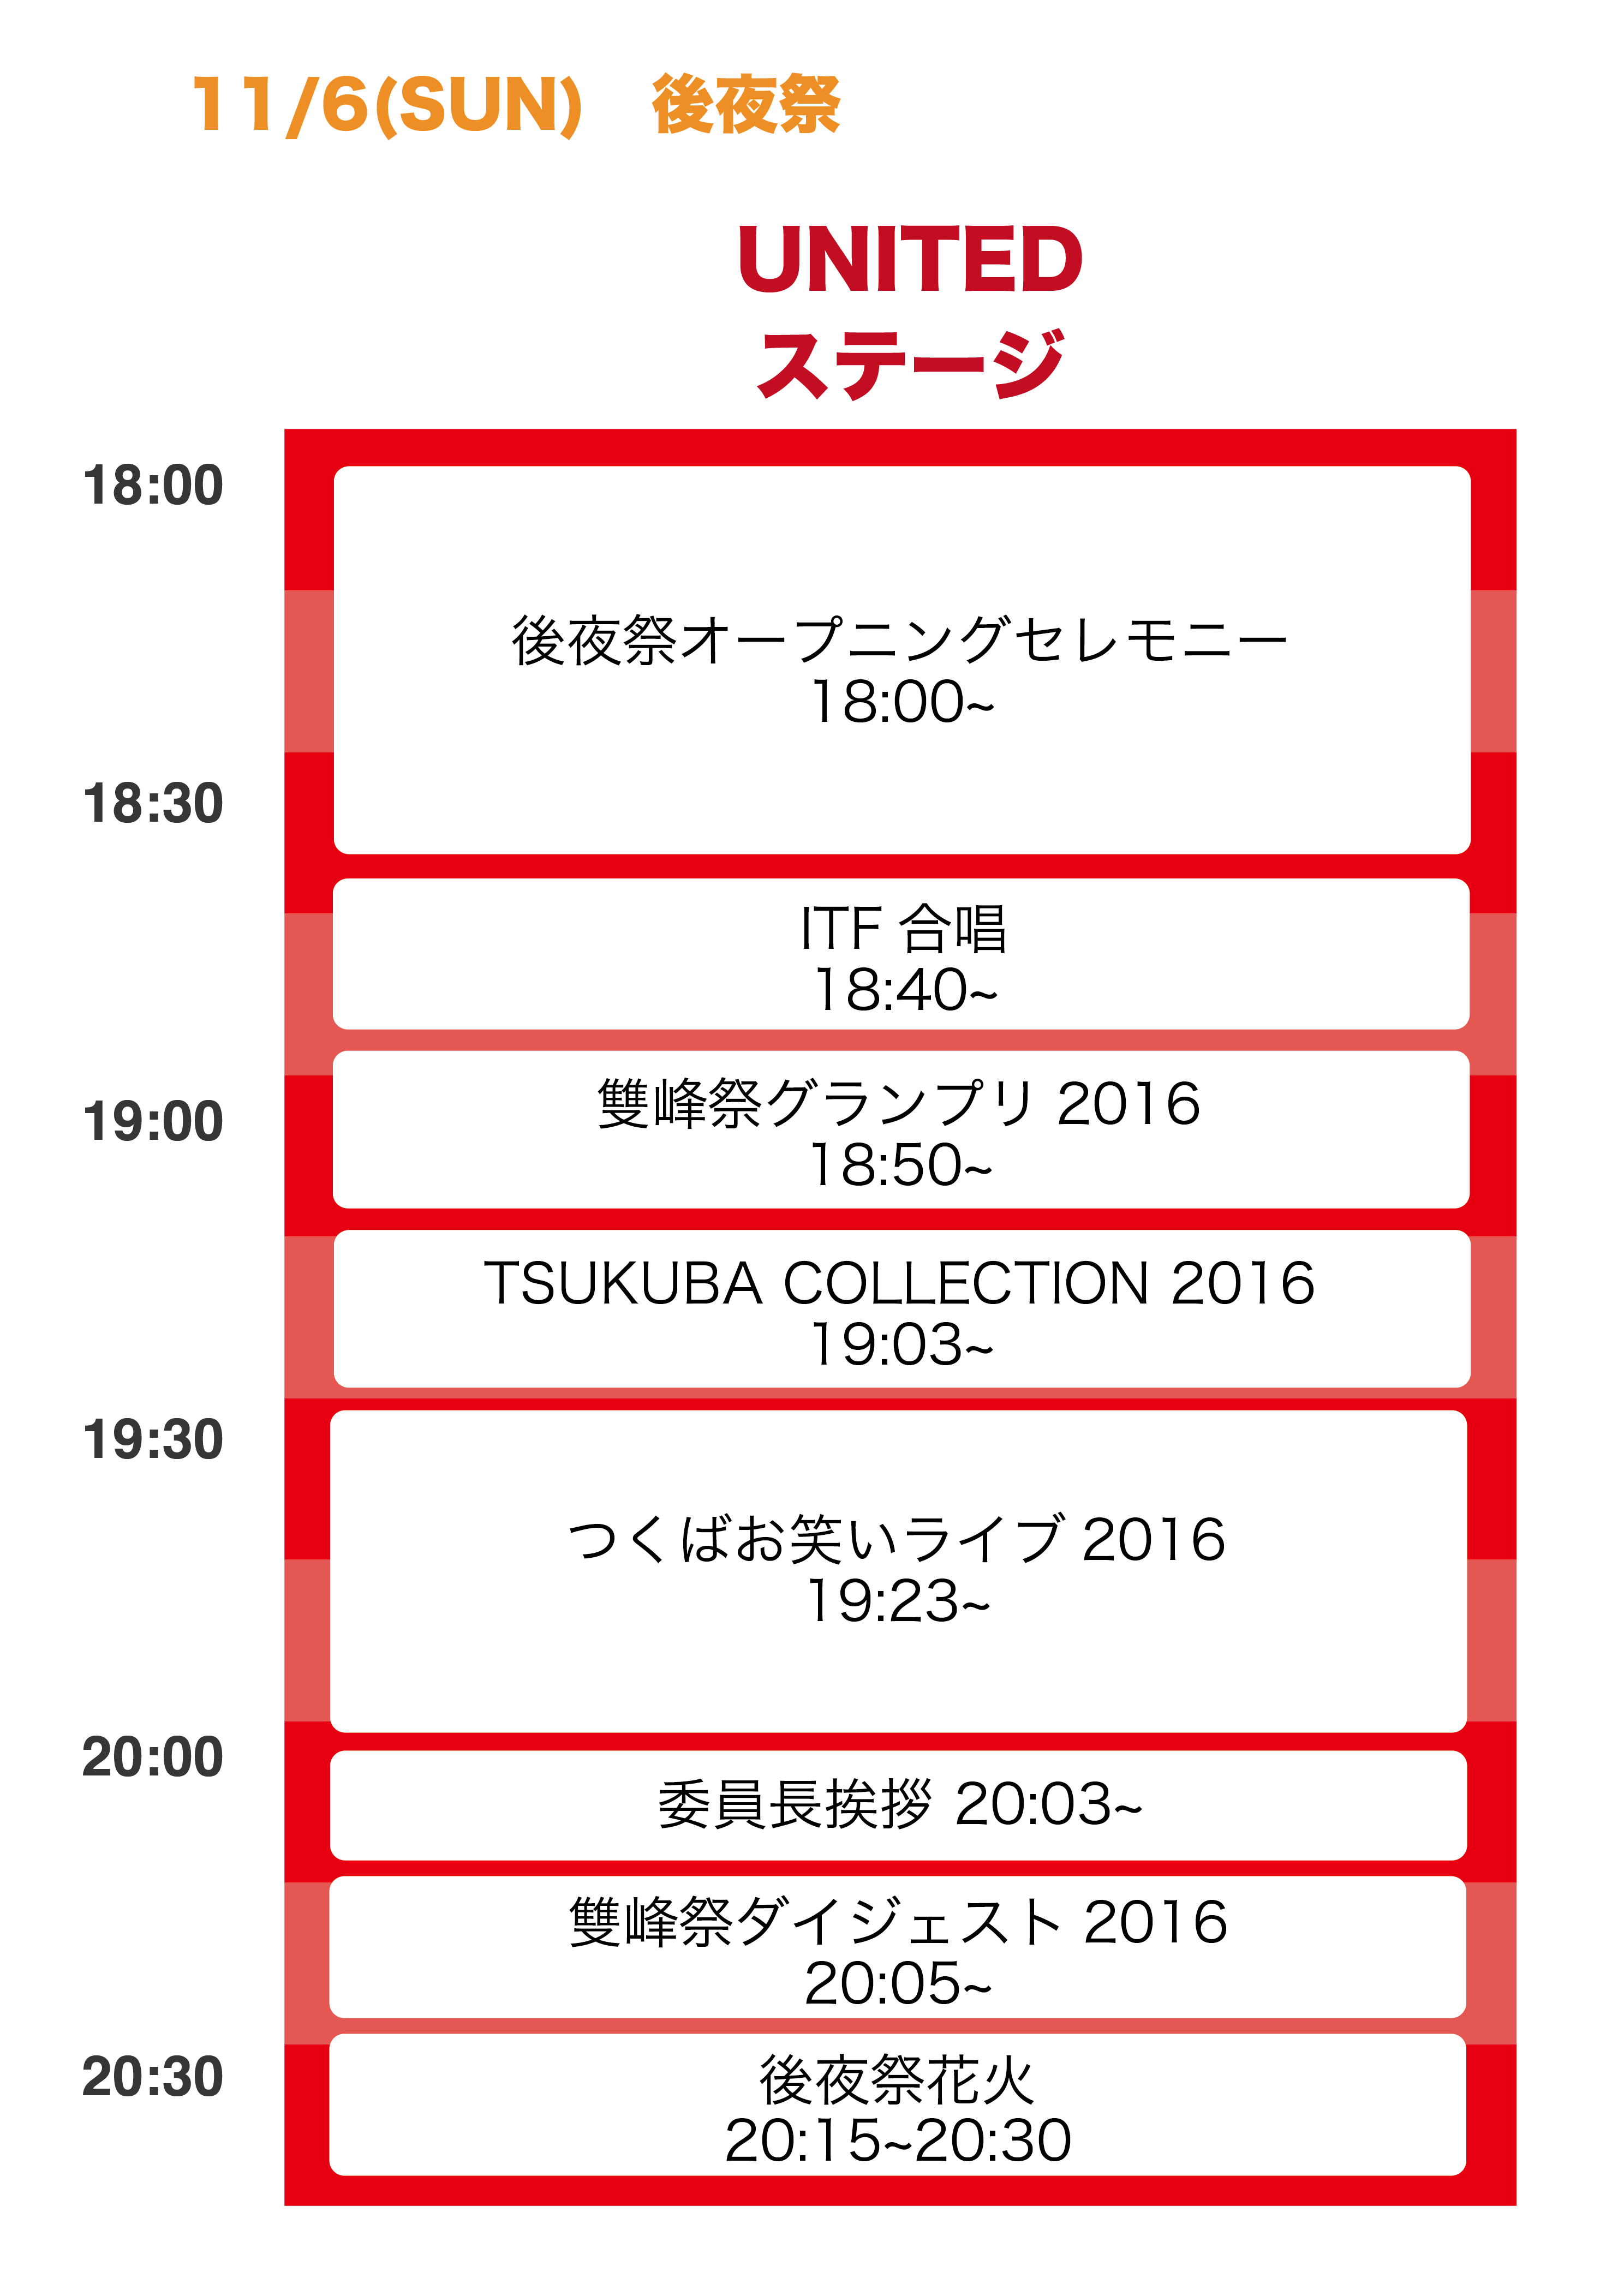 11/6(SUN)　後夜祭
UNITED
ステージ
18:00
後夜祭オープニングセレモニー
18:00~
18:30
ITF 合唱
18:40~
19:00
雙峰祭グランプリ 2016
18:50~
TSUKUBA COLLECTION 2016
19:03~
19:30
つくばお笑いライブ 2016
19:23~
20:00
委員長挨拶 20:03~
雙峰祭ダイジェスト 2016
20:05~
20:30
後夜祭花火
20:15~20:30